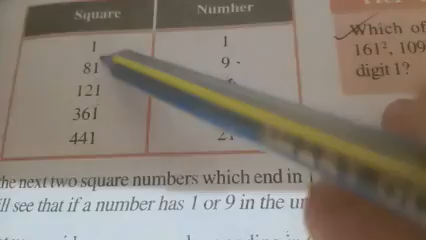 Square Number
1 1
81 9
121
361
441 21
Which of
161², 109
digit 1?
the next two square numbers which end in
ll see that if a number has 1 or 9 in the